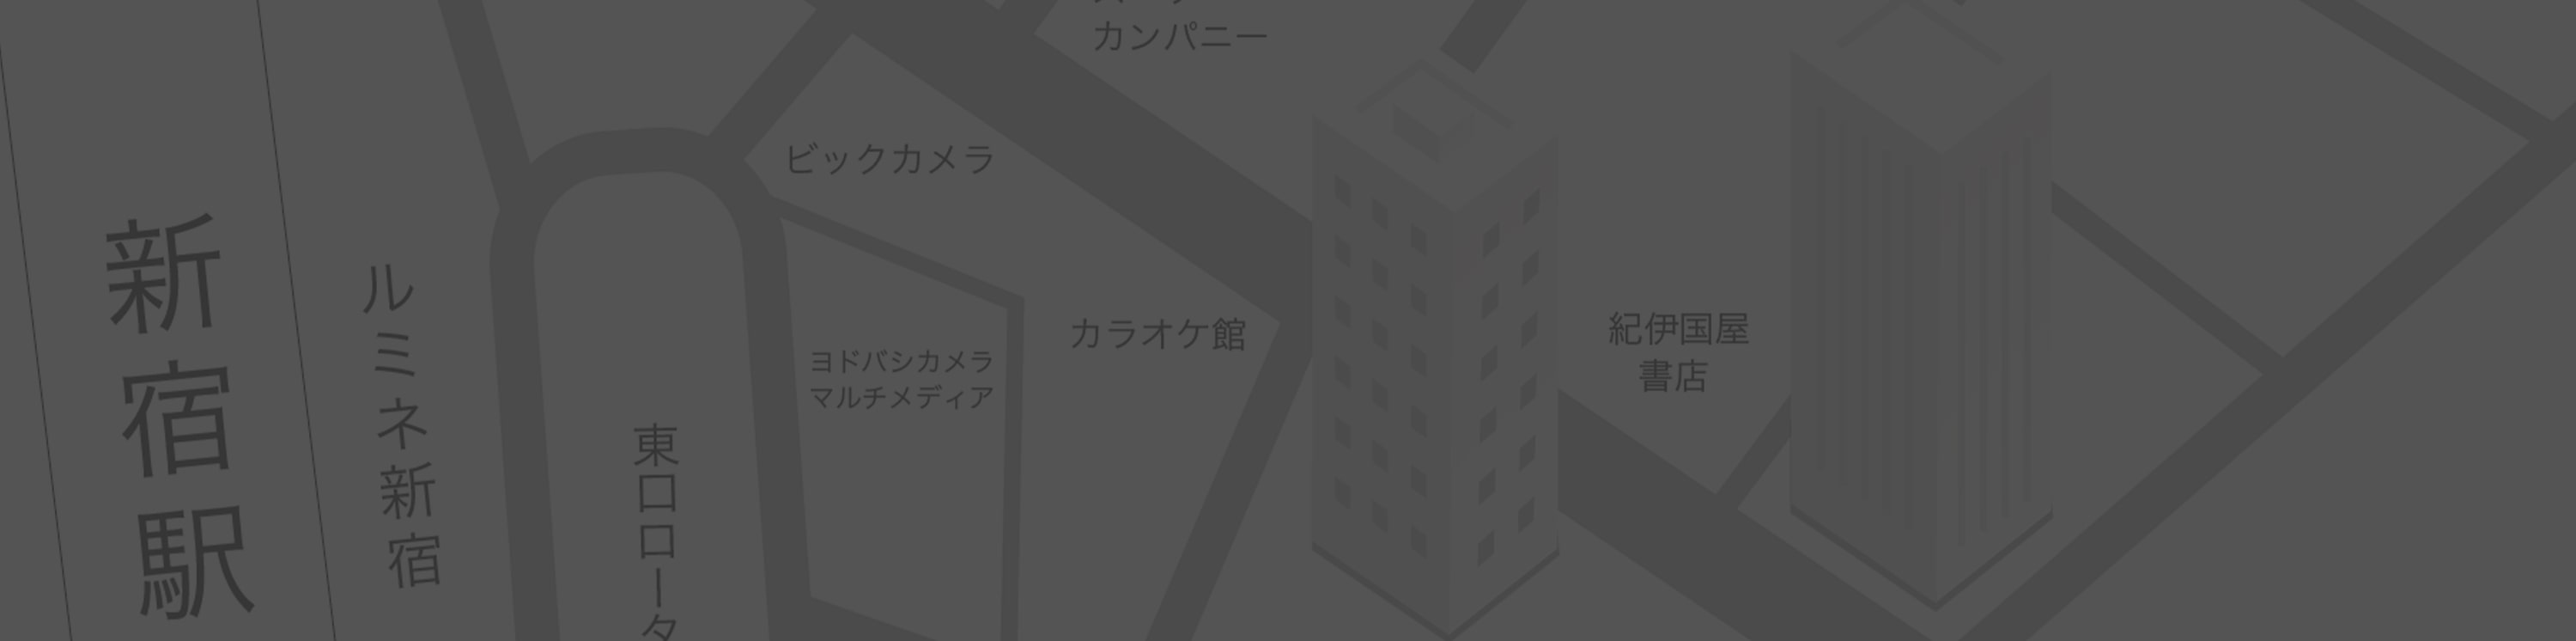 カンパニー
ビックカメラ
新宿駅
ルミネ新宿
カラオケ館
紀伊国屋
書店
ヨドバシカメラ
マルチメディア
東口ロータ